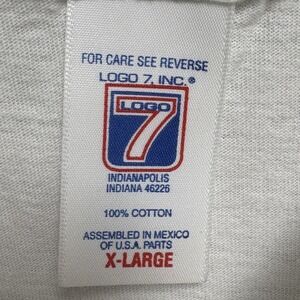 FOR CARE SEE REVERSE
LOGO 7, INC.®
LOGO
7
INDIANAPOLIS
INDIANA 46226
100% COTTON
ASSEMBLED IN MEXICO
OF U.S.A. PARTS
X-LARGE